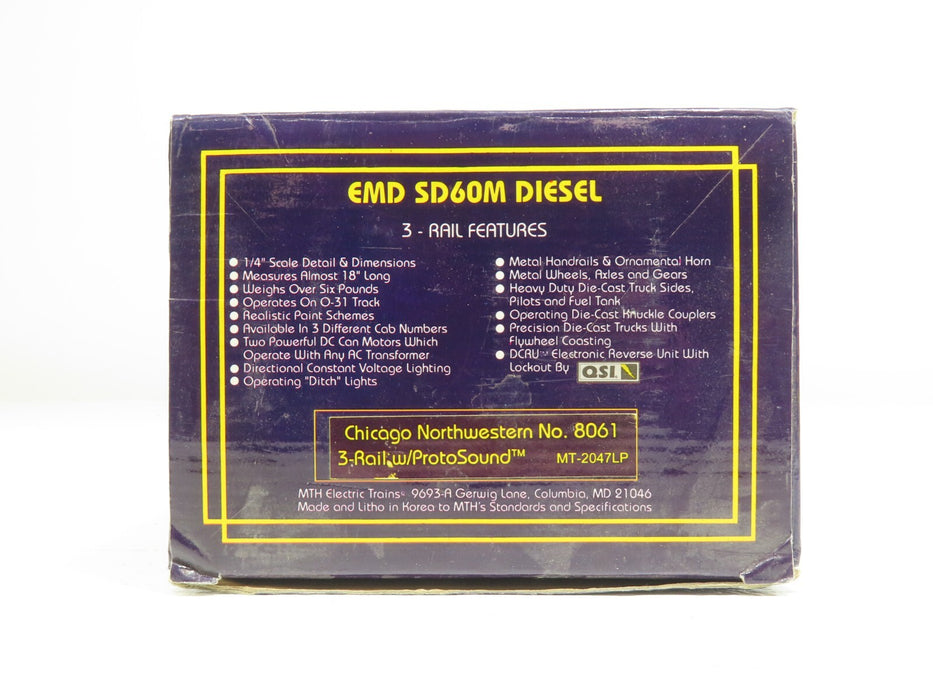 EMD SD60M DIESEL
3 - RAIL FEATURES
● 1/4" Scale Detail & Dimensions
● Measures Almost 18" Long
● Weighs Over Six Pounds
● Operates On O-31 Track
● Realistic Paint Schemes
● Available In 3 Different Cab Numbers
● Two Powerful DC Can Motors Which
Operate With Any AC Transformer
● Directional Constant Voltage Lighting
● Operating "Ditch" Lights
● Metal Handrails & Ornamental Horn
● Metal Wheels, Axles and Gears
● Heavy Duty Die-Cast Truck Sides,
Pilots and Fuel Tank
● Operating Die-Cast Knuckle Couplers
● Precision Die-Cast Trucks With
Flywheel Coasting
● DCRU™ Electronic Reverse Unit With
Lockout By QSI
Chicago Northwestern No. 8061
3-Rail w/ProtoSound™ MT-2047LP
MTH Electric Trains® 9693-A Gerwig Lane, Columbia, MD 21046
Made and Litho in Korea to MTH's Standards and Specifications